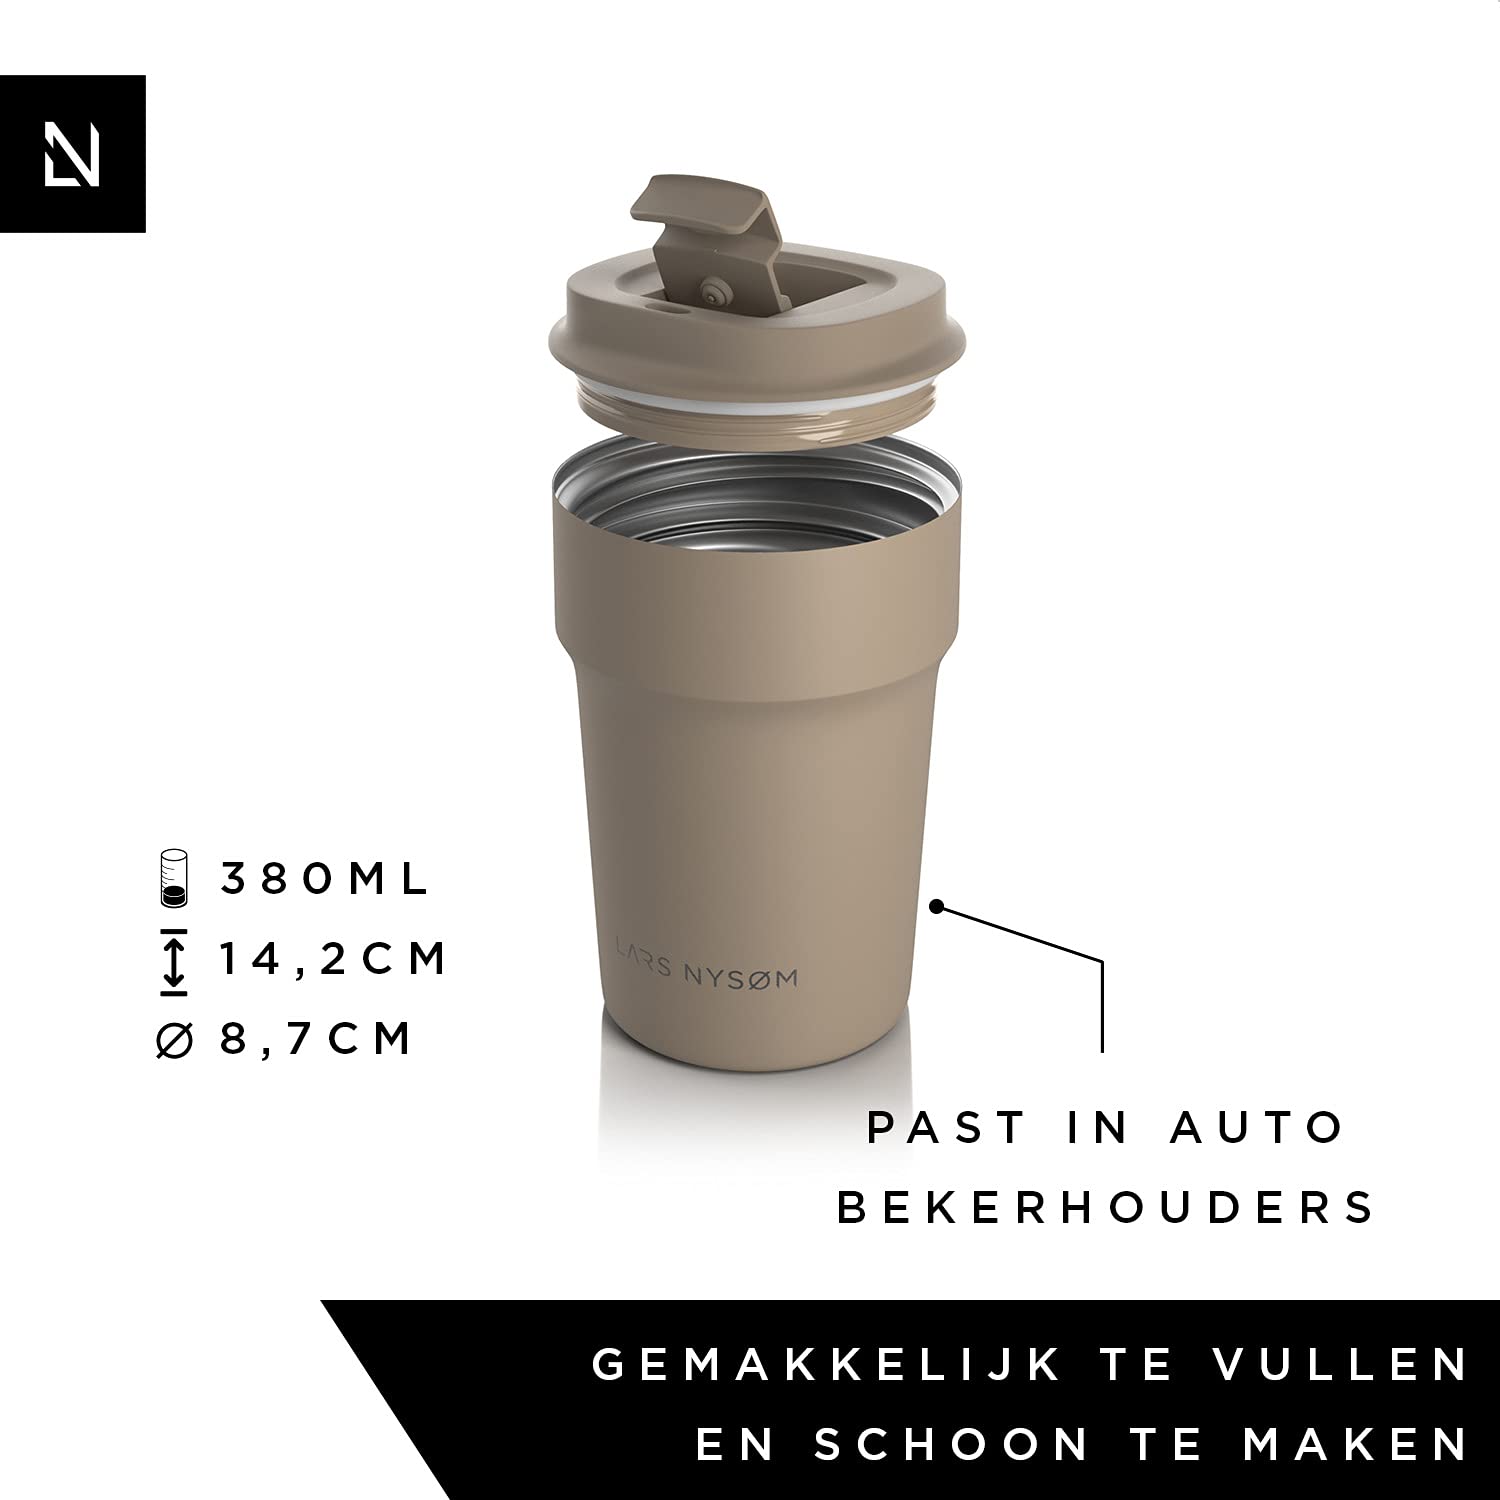 380ML
14,2CM
Ø 8,7CM
LARS NYSØM
PAST IN AUTO
BEKERHOUDERS
GEMAKKELIJK TE VULLEN
EN SCHOON TE MAKEN